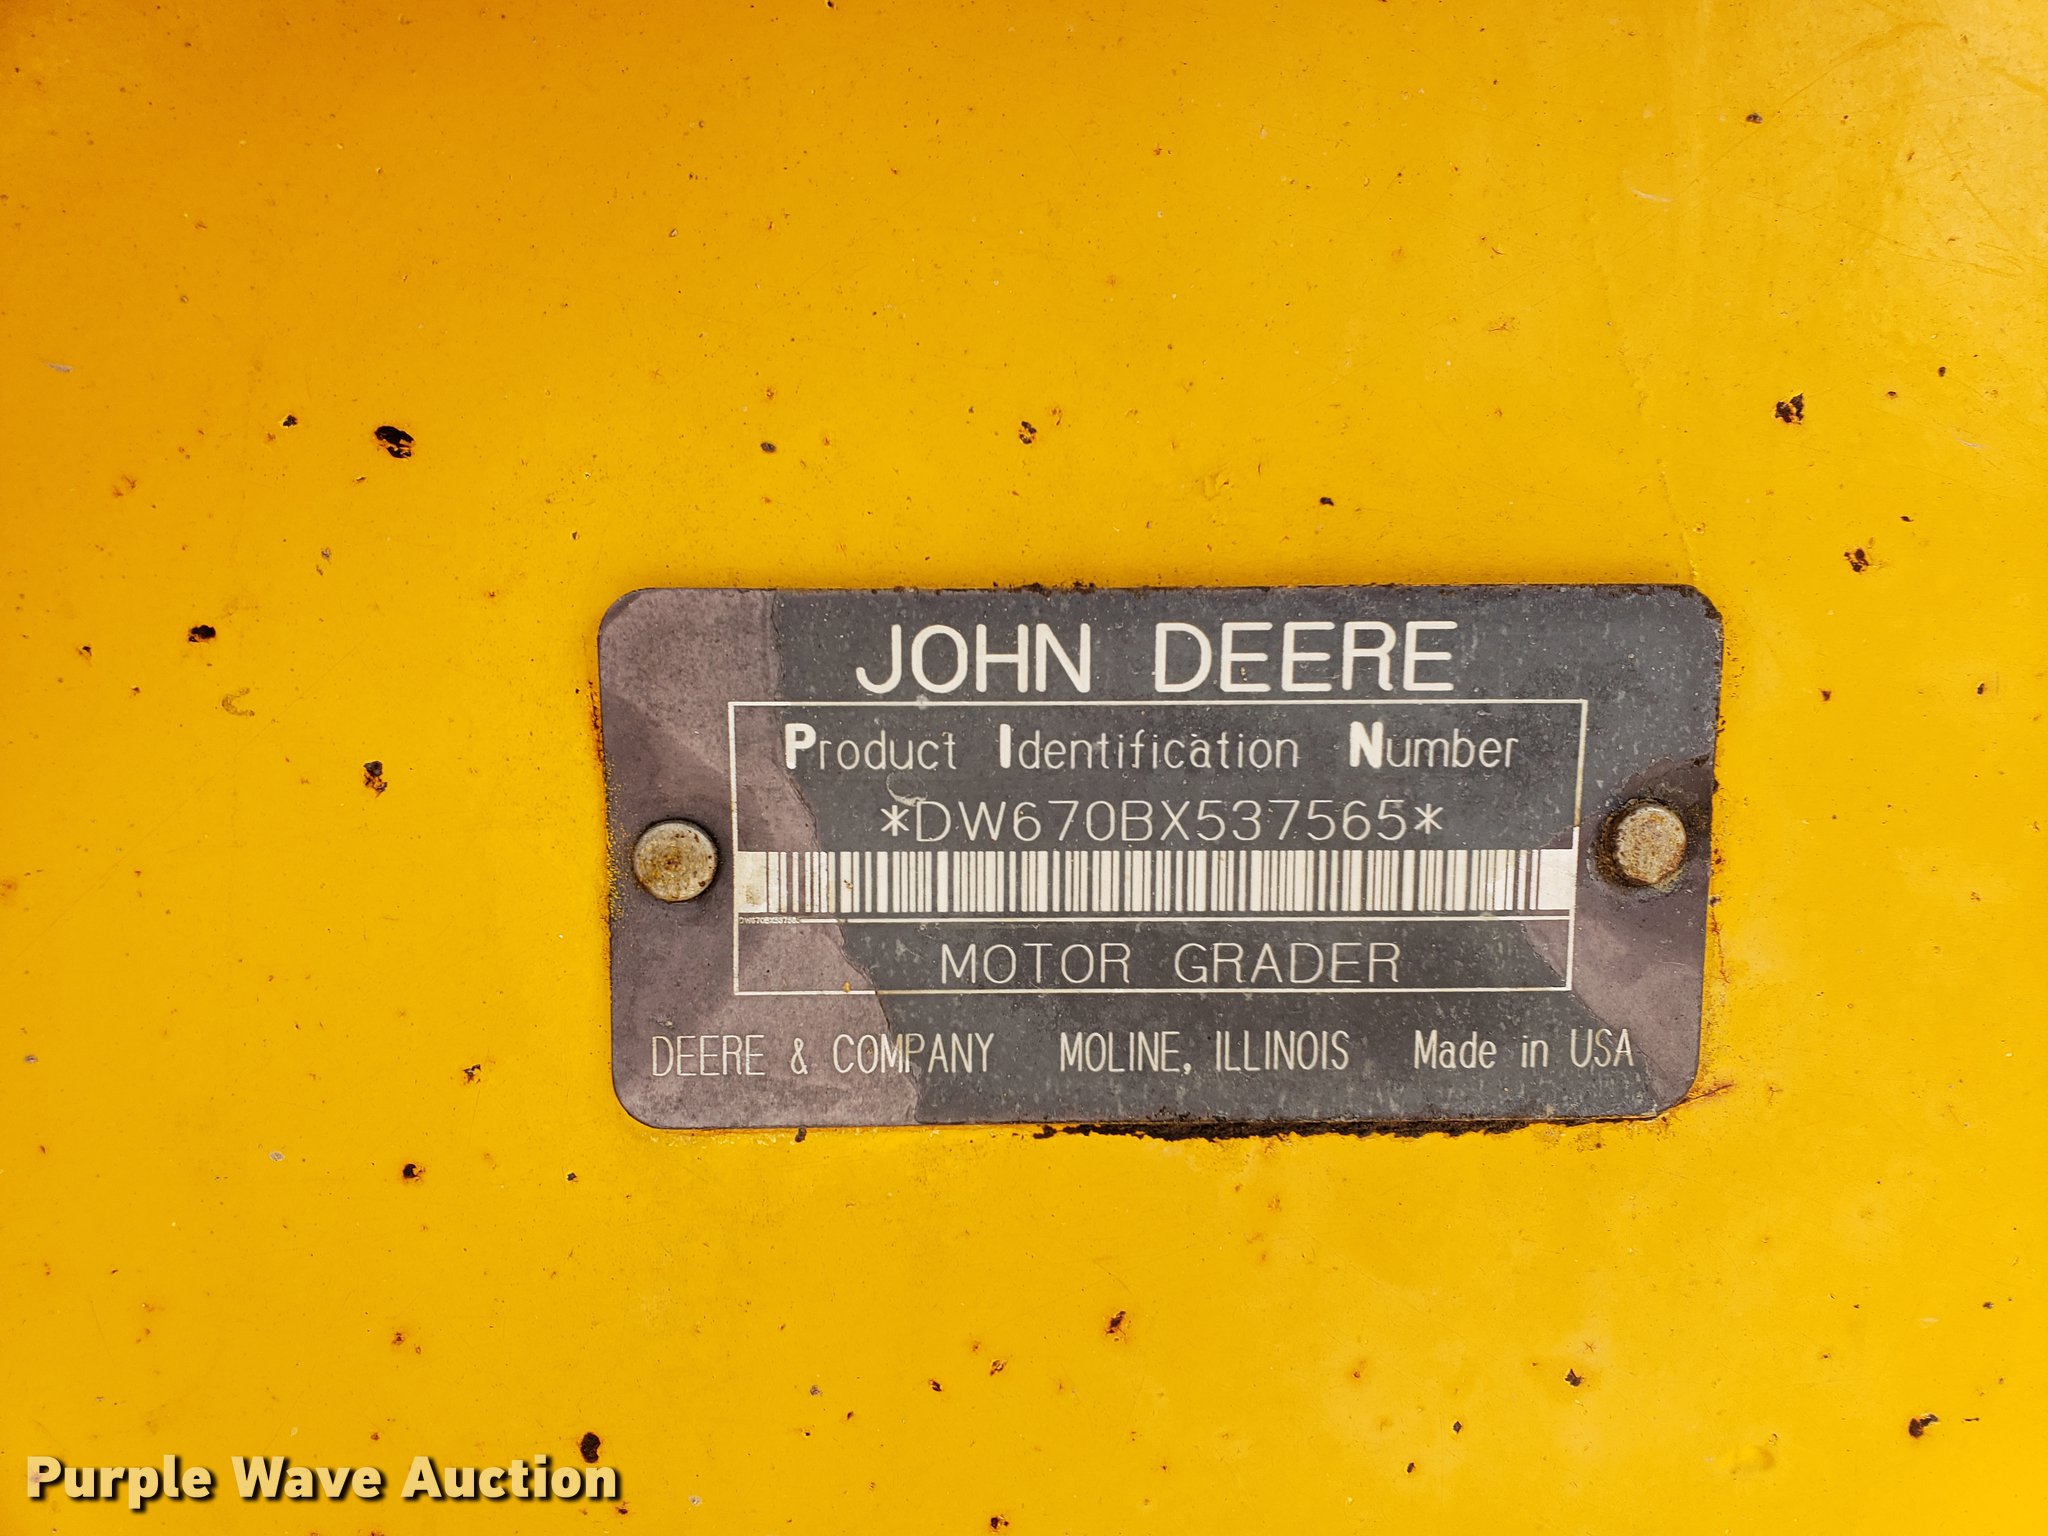 JOHN DEERE
Product Identification Number
*DW670BX537565*
MOTOR GRADER
DEERE & COMPANY MOLINE, ILLINOIS Made in USA
Purple Wave Auction